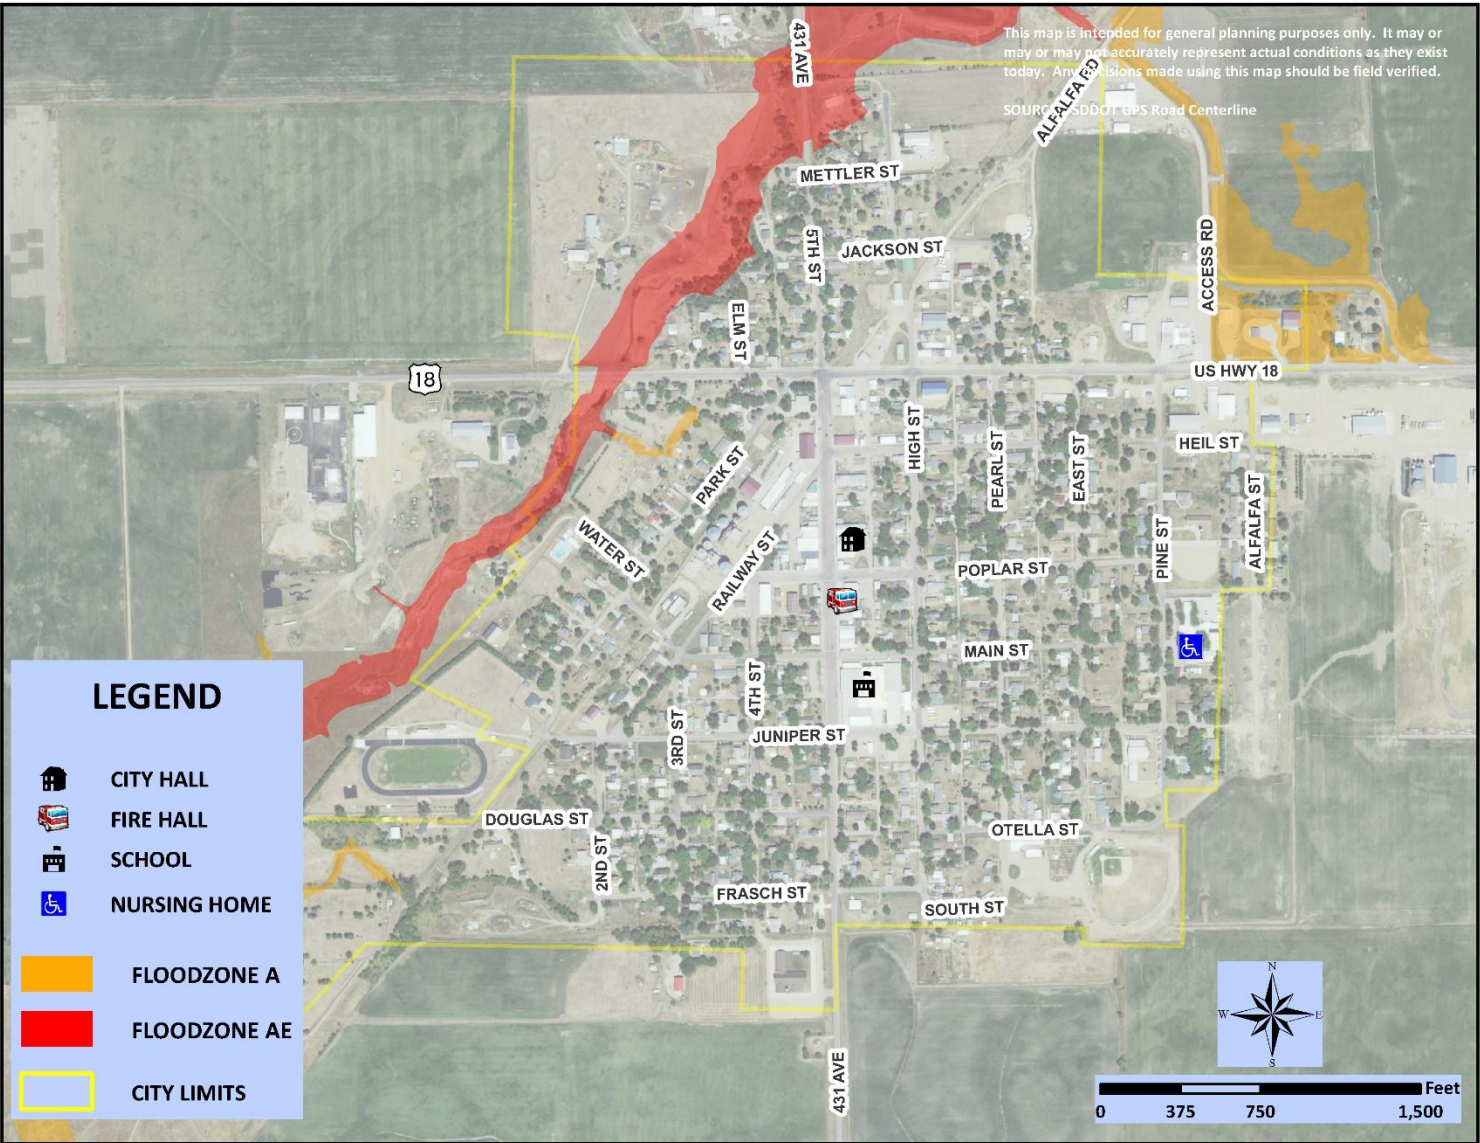 431 AVE
This map is intended for general planning purposes only. It may or
may or may not accurately represent actual conditions as they exist
today. Any decisions made using this map should be field verified.
SOURCE: SDDOT GPS Road Centerline
ALFALFA RD
METTLER ST
5TH ST
JACKSON ST
ACCESS RD
ELM ST
18
US HWY 18
HIGH ST
PEARL ST
EAST ST
HEIL ST
PARK ST
ALFALFA ST
PINE ST
WATER ST
RAILWAY ST
POPLAR ST
MAIN ST
4TH ST
3RD ST
JUNIPER ST
DOUGLAS ST
OTELLA ST
2ND ST
FRASCH ST
SOUTH ST
431 AVE
LEGEND
CITY HALL
FIRE HALL
SCHOOL
NURSING HOME
FLOODZONE A
FLOODZONE AE
CITY LIMITS
N
W E
S
Feet
0 375 750 1,500